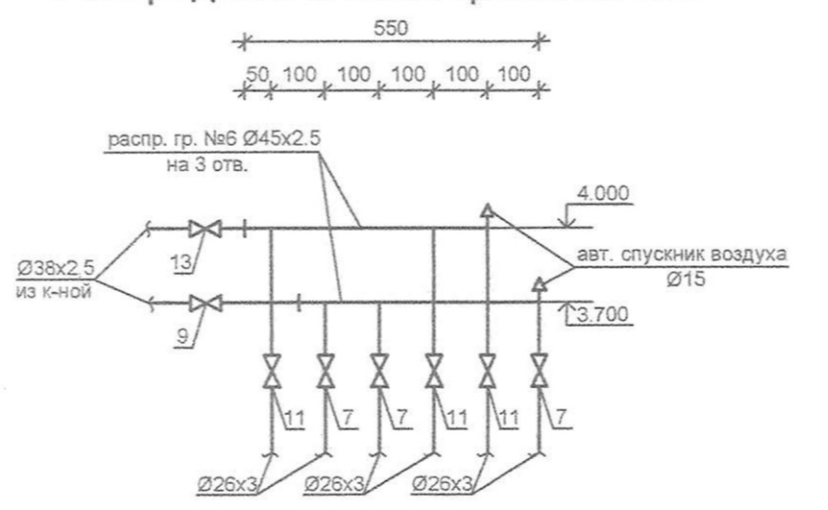 550
50 100 100 100 100 100
распр. гр. №6 Ø45x2.5
на 3 отв.
4.000
13
авт. спускник воздуха
Ø15
Ø38x2,5
из к-ной
3.700
9
11 7 7 11 11 7
Ø26x3 Ø26x3 Ø26x3